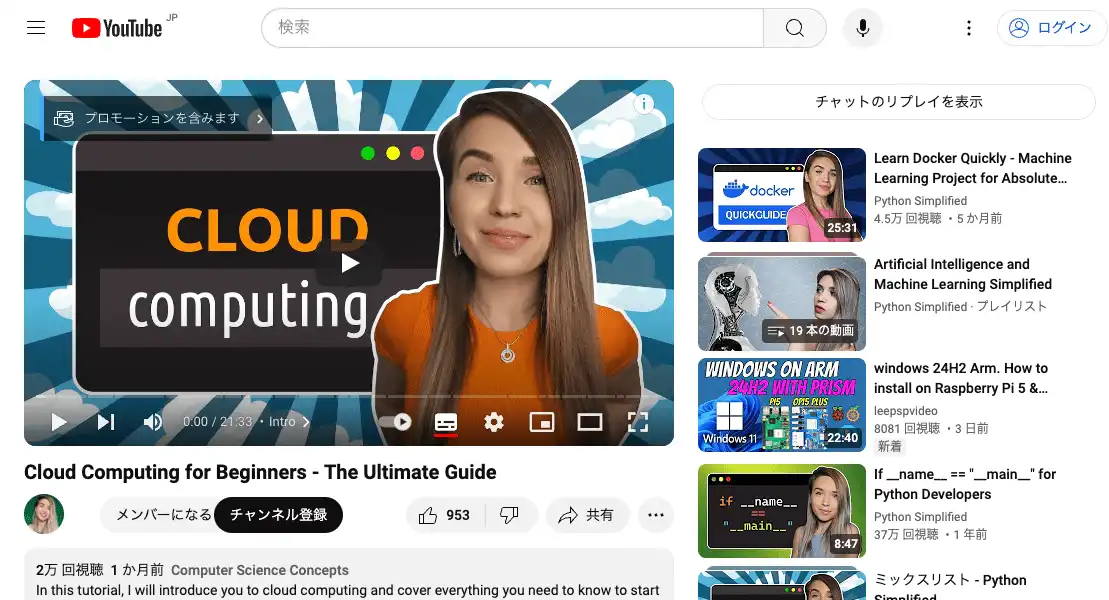 YouTube JP
検索
ログイン
プロモーションを含みます
CLOUD
computing
0:00 / 21:33 • Intro
Cloud Computing for Beginners - The Ultimate Guide
メンバーになる
チャンネル登録
953
共有
2万 回視聴 1 か月前 Computer Science Concepts
In this tutorial, I will introduce you to cloud computing and cover everything you need to know to start
チャットのリプレイを表示
docker
QUICKGUIDE
25:31
Learn Docker Quickly - Machine
Learning Project for Absolute…
Python Simplified
4.5万 回視聴 • 5 か月前
19 本の動画
Artificial Intelligence and
Machine Learning Simplified
Python Simplified · プレイリスト
WINDOWS ON ARM
24H2 WITH PRISM
PI5 OPI5 PLUS
Windows 11
22:40
windows 24H2 Arm. How to
install on Raspberry Pi 5 &…
leepspvideo
8081 回視聴 • 3 日前
新着
if __name__
==
"__main__"
8:47
If __name__ == "__main__" for
Python Developers
Python Simplified
37万 回視聴 • 1 年前
ミックスリスト - Python
Simplified